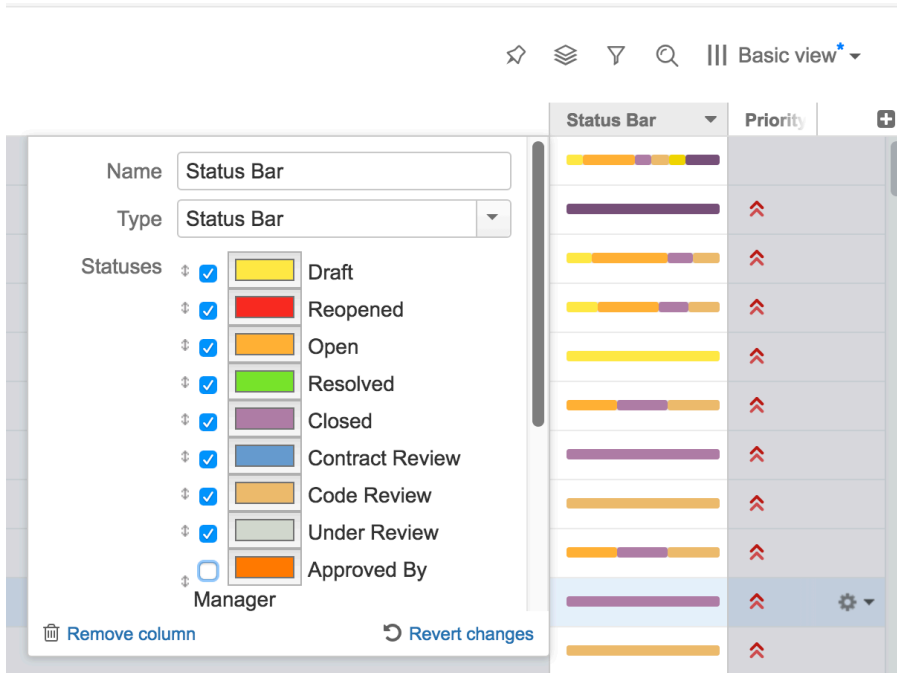 Basic view*
Status Bar
Priority
Name
Status Bar
Type
Status Bar
Statuses
Draft
Reopened
Open
Resolved
Closed
Contract Review
Code Review
Under Review
Approved By
Manager
Remove column
Revert changes